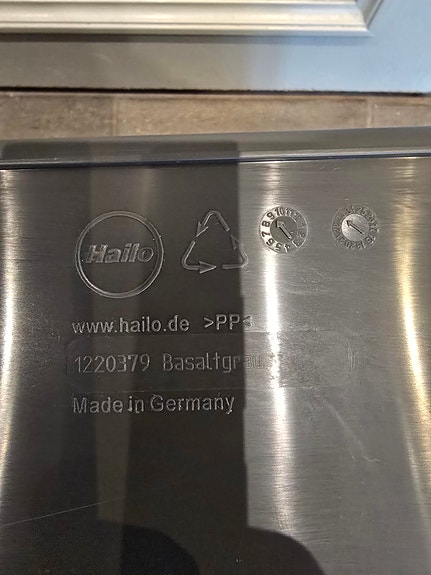 Hailo
www.hailo.de >PP<
1220379 Basaltgrau
Made in Germany